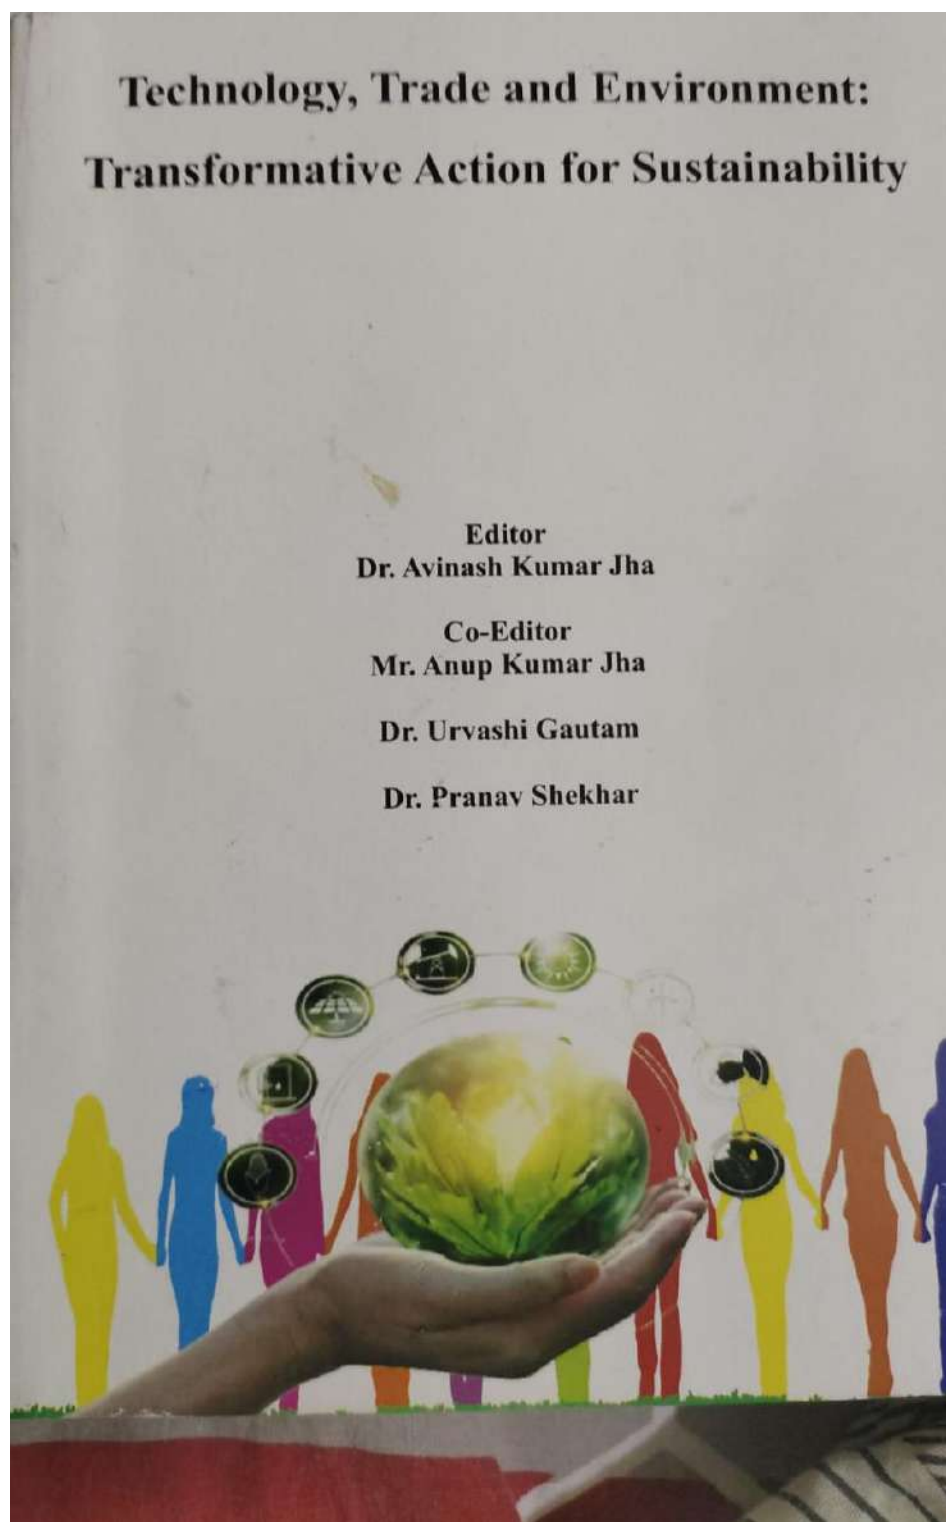 Technology, Trade and Environment:
Transformative Action for Sustainability
Editor
Dr. Avinash Kumar Jha
Co-Editor
Mr. Anup Kumar Jha
Dr. Urvashi Gautam
Dr. Pranav Shekhar